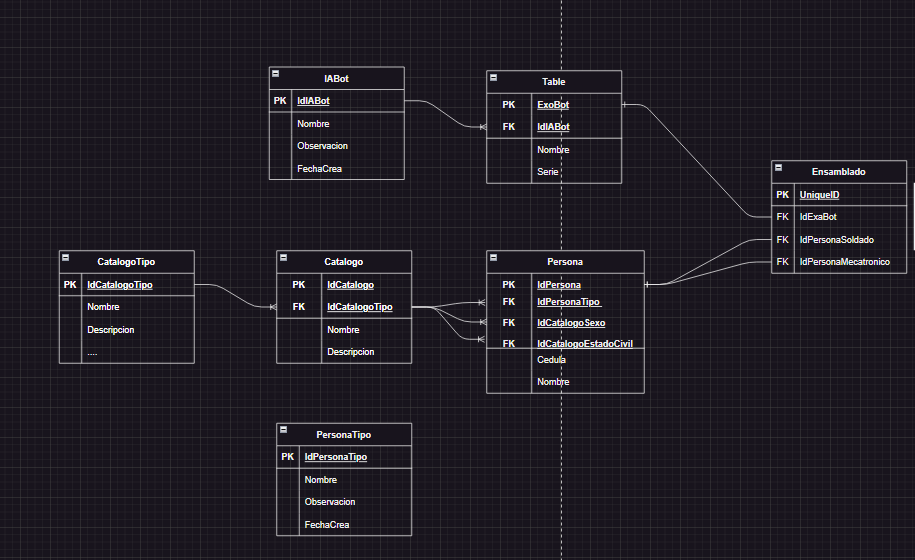 IABot
PK IdIABot
Nombre
Observacion
FechaCrea
Table
PK ExoBot
FK IdIABot
Nombre
Serie
Ensamblado
PK UniqueID
FK IdExaBot
FK IdPersonaSoldado
FK IdPersonaMecatronico
CatalogoTipo
PK IdCatalogoTipo
Nombre
Descripcion
....
Catalogo
PK IdCatalogo
FK IdCatalogoTipo
Nombre
Descripcion
Persona
PK IdPersona
FK IdPersonaTipo
FK IdCatalogoSexo
FK IdCatalogoEstadoCivil
Cedula
Nombre
PersonaTipo
PK IdPersonaTipo
Nombre
Observacion
FechaCrea